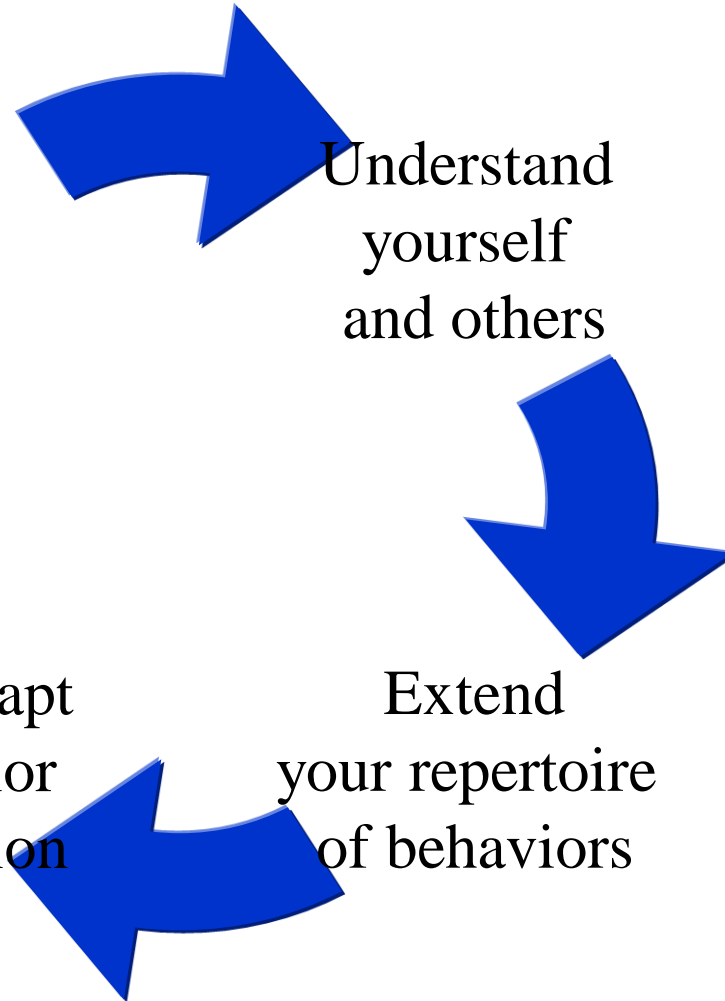 Understand
yourself
and others
Extend
your repertoire
of behaviors